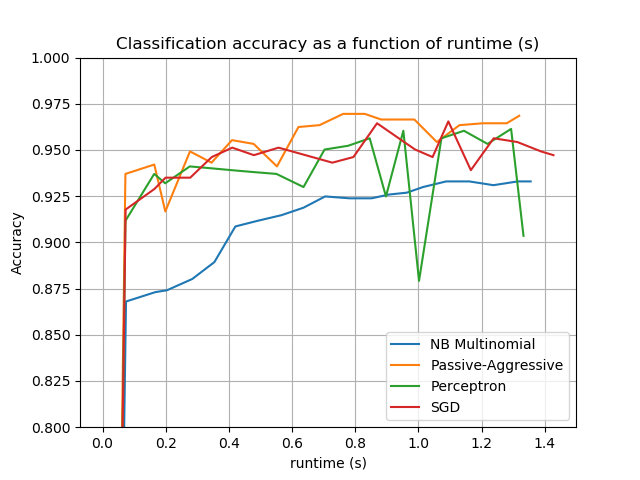 Classification accuracy as a function of runtime (s)
1.000
0.975
0.950
0.925
0.900
0.875
0.850
0.825
0.800
Accuracy
NB Multinomial
Passive-Aggressive
Perceptron
SGD
0.0 0.2 0.4 0.6 0.8 1.0 1.2 1.4
runtime (s)